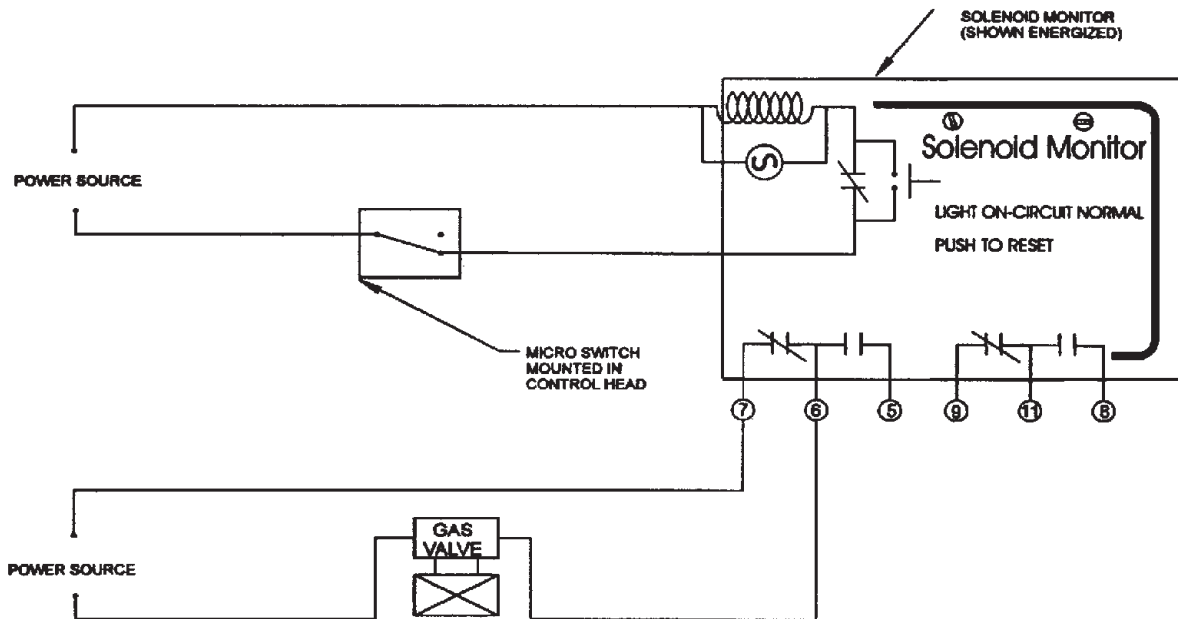 SOLENOID MONITOR
(SHOWN ENERGIZED)
S
Solenoid Monitor
POWER SOURCE
LIGHT ON-CIRCUIT NORMAL
PUSH TO RESET
MICRO SWITCH
MOUNTED IN
CONTROL HEAD
7 6 5 9 11 8
GAS
VALVE
POWER SOURCE